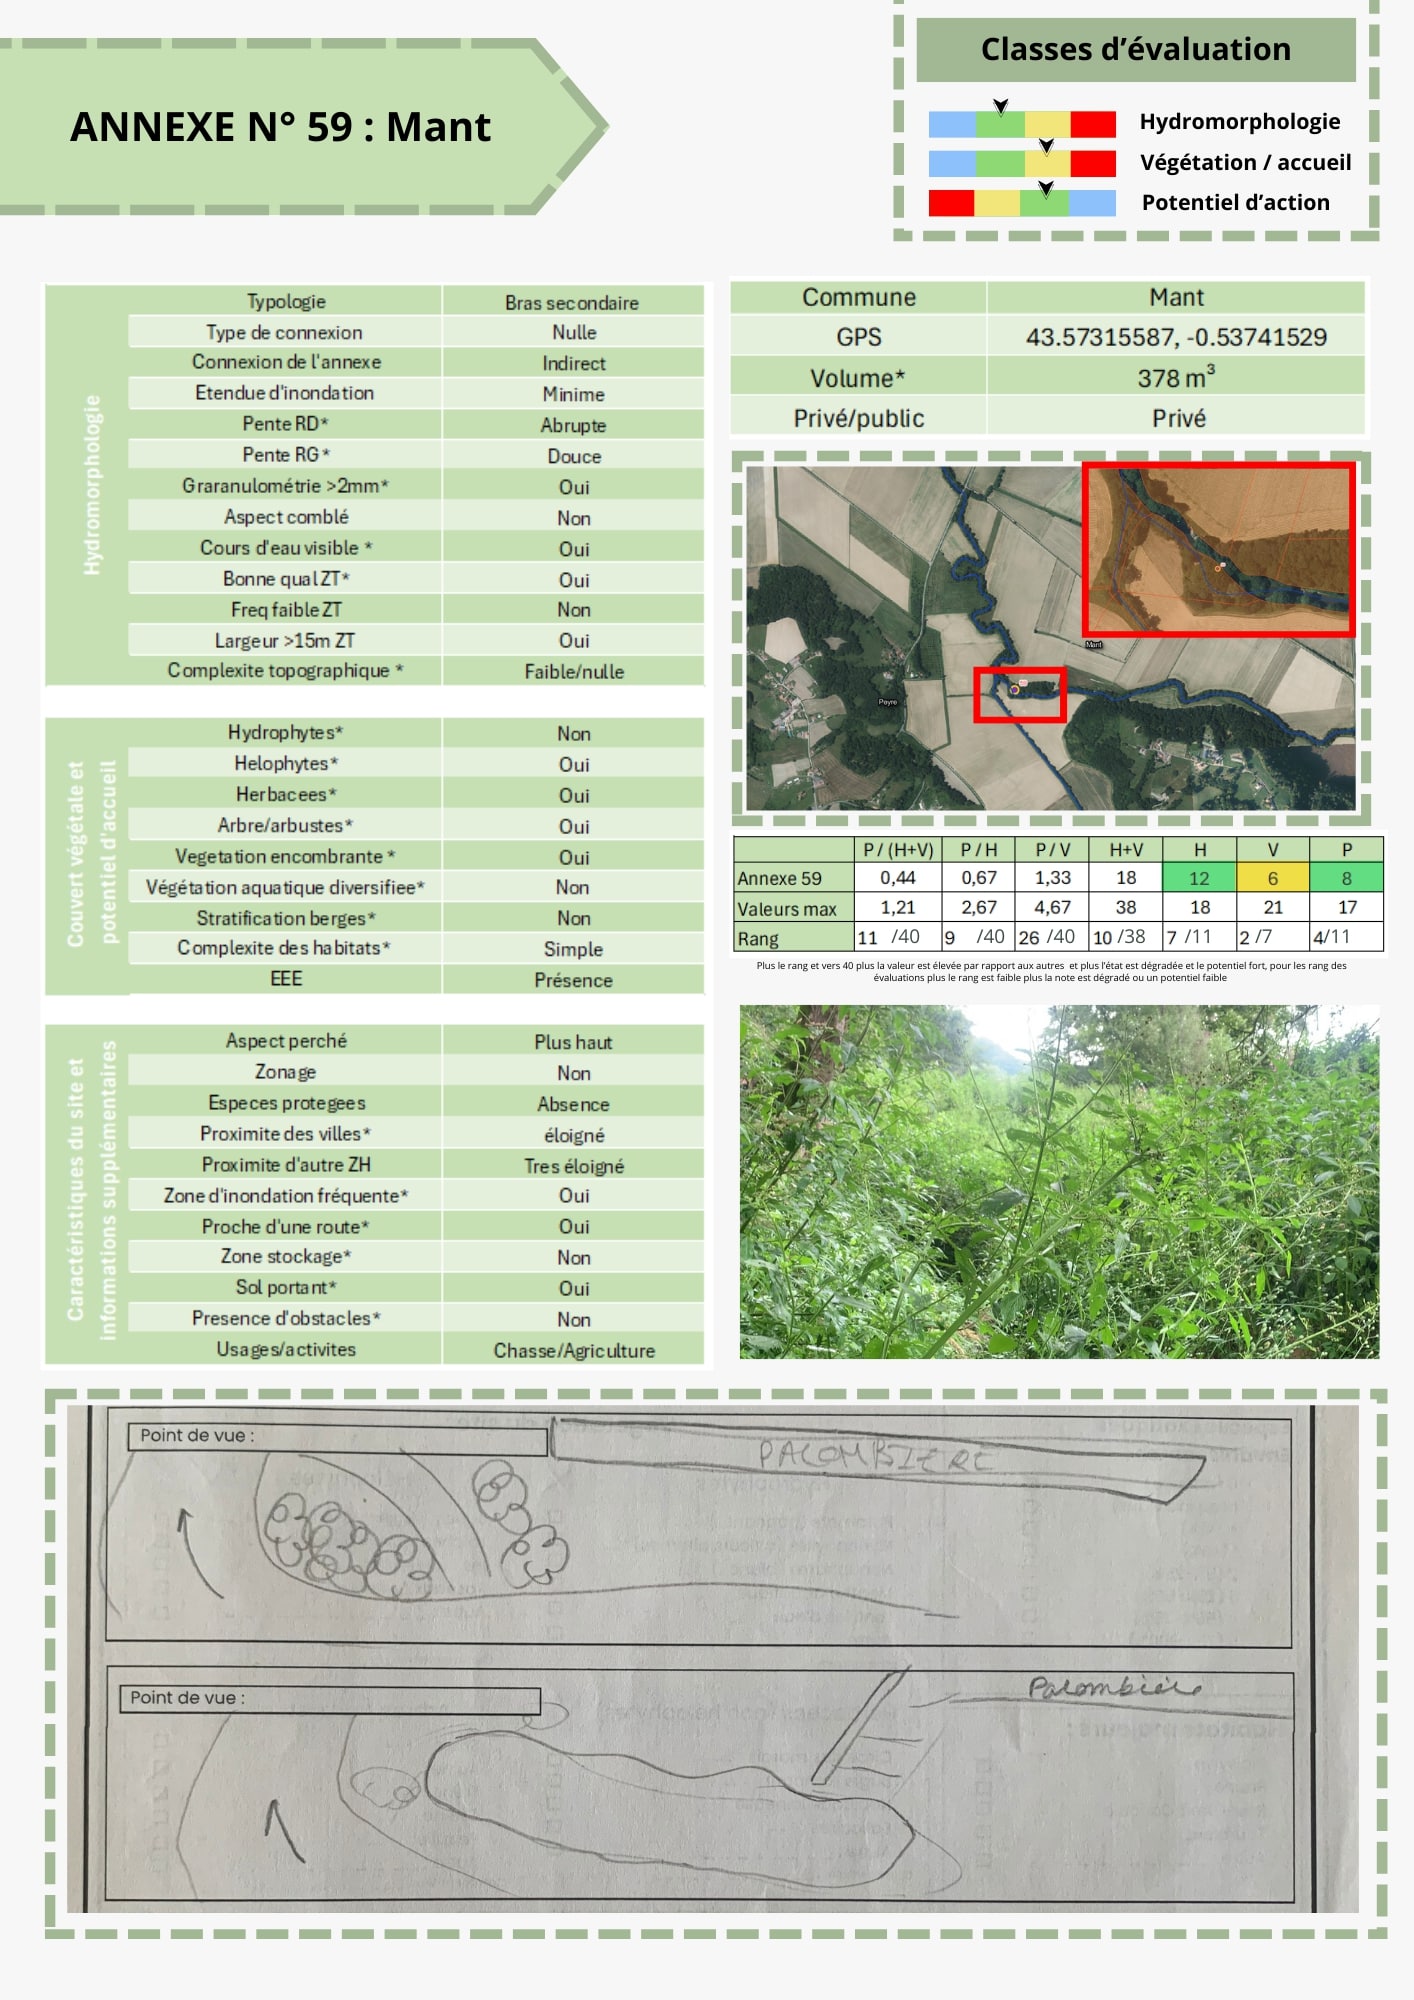 ANNEXE N° 59 : Mant
Classes d’évaluation
Hydromorphologie
Végétation / accueil
Potentiel d’action
Hydromorphologie
Typologie Bras secondaire
Type de connexion Nulle
Connexion de l'annexe Indirect
Etendue d'inondation Minime
Pente RD* Abrupte
Pente RG* Douce
Graranulométrie >2mm* Oui
Aspect comblé Non
Cours d'eau visible * Oui
Bonne qual ZT* Oui
Freq faible ZT Non
Largeur >15m ZT Oui
Complexite topographique * Faible/nulle
Couvert végétale et
potentiel d'accueil
Hydrophytes* Non
Helophytes* Oui
Herbacees* Oui
Arbre/arbustes* Oui
Vegetation encombrante * Oui
Végétation aquatique diversifiee* Non
Stratification berges* Non
Complexite des habitats* Simple
EEE Présence
Caractéristiques du site et
informations supplémentaires
Aspect perché Plus haut
Zonage Non
Especes protegees Absence
Proximite des villes* éloigné
Proximite d'autre ZH Tres éloigné
Zone d'inondation fréquente* Oui
Proche d'une route* Oui
Zone stockage* Non
Sol portant* Oui
Presence d'obstacles* Non
Usages/activites Chasse/Agriculture
Commune Mant
GPS 43.57315587, -0.53741529
Volume* 378 m³
Privé/public Privé
Mant
Peyre
P / (H+V) P / H P / V H+V H V P
Annexe 59 0,44 0,67 1,33 18 12 6 8
Valeurs max 1,21 2,67 4,67 38 18 21 17
Rang 11 /40 9 /40 26 /40 10 /38 7 /11 2 /7 4/11
Plus le rang et vers 40 plus la valeur est élevée par rapport aux autres et plus l'état est dégradée et le potentiel fort, pour les rang des
évaluations plus le rang est faible plus la note est dégradé ou un potentiel faible
Point de vue :
PALOMBIERE
Point de vue :
Palombière